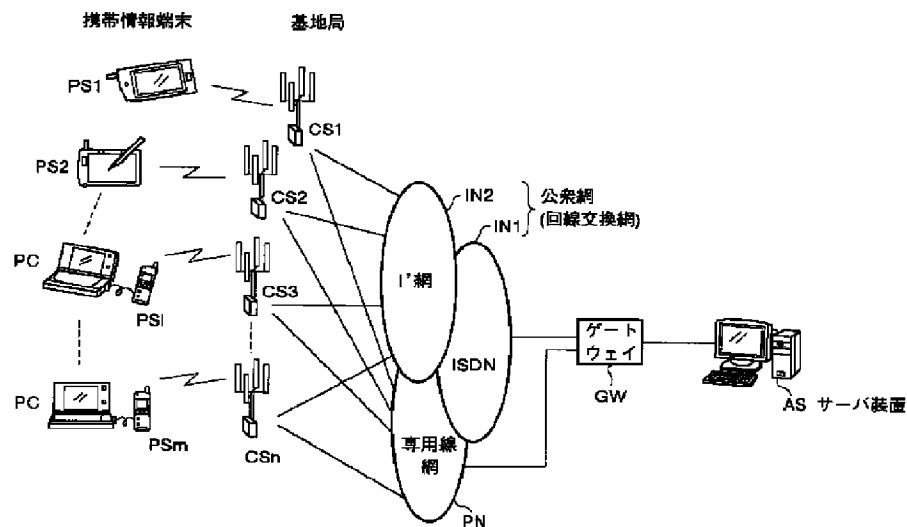 携帯情報端末
基地局
PS1
CS1
PS2
CS2
IN2
公衆網
(回線交換網)
IN1
PC
PSi
CS3
I'網
ISDN
ゲート
ウェイ
GW
AS サーバ装置
PC
PSm
CSn
専用線
網
PN